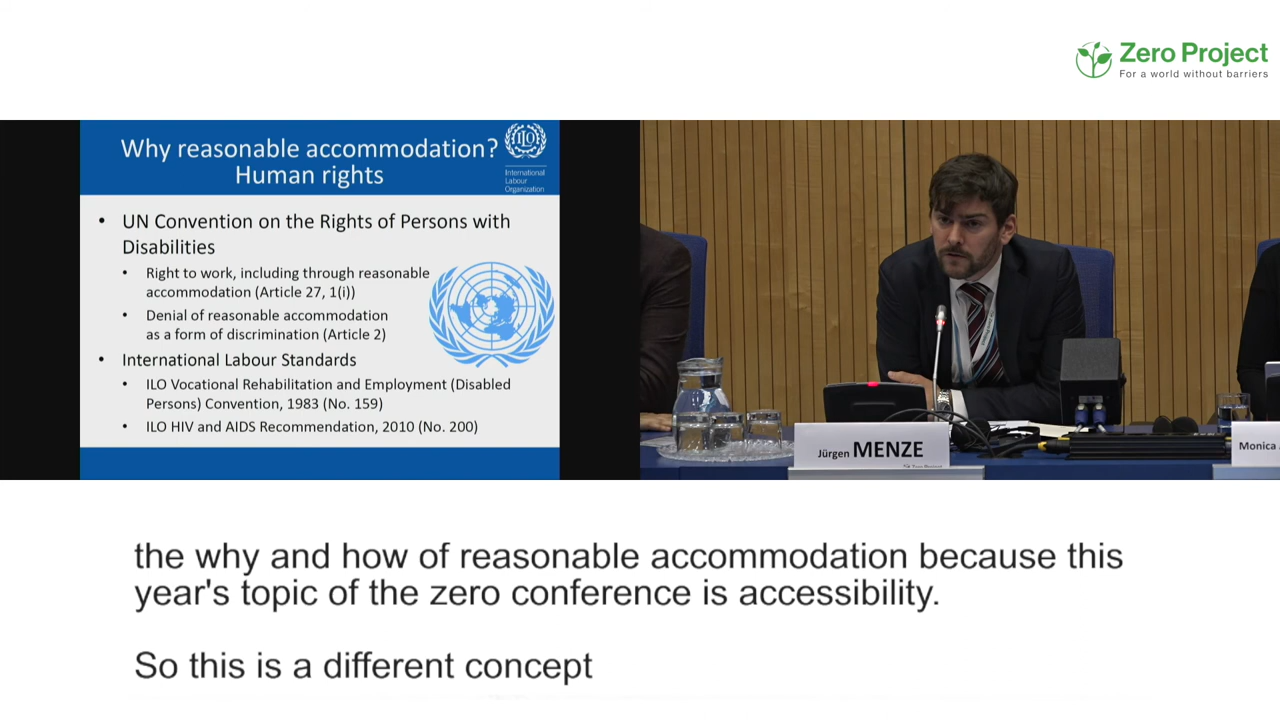 Zero Project
For a world without barriers
Why reasonable accommodation?
Human rights
ILO
International
Labour
Organization
• UN Convention on the Rights of Persons with
Disabilities
• Right to work, including through reasonable
accommodation (Article 27, 1(i))
• Denial of reasonable accommodation
as a form of discrimination (Article 2)
• International Labour Standards
• ILO Vocational Rehabilitation and Employment (Disabled
Persons) Convention, 1983 (No. 159)
• ILO HIV and AIDS Recommendation, 2010 (No. 200)
Jürgen MENZE
Monica
the why and how of reasonable accommodation because this
year's topic of the zero conference is accessibility.
So this is a different concept